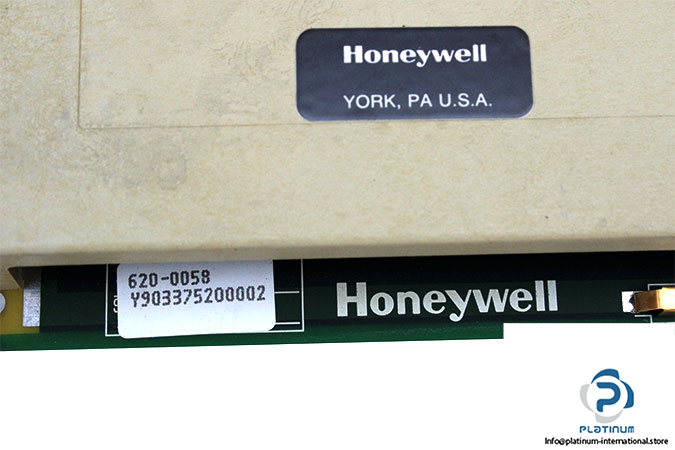 Honeywell
YORK, PA U.S.A.
620-0058
Y903375200002
Honeywell
PLATINUM
Info@platinum-international.store